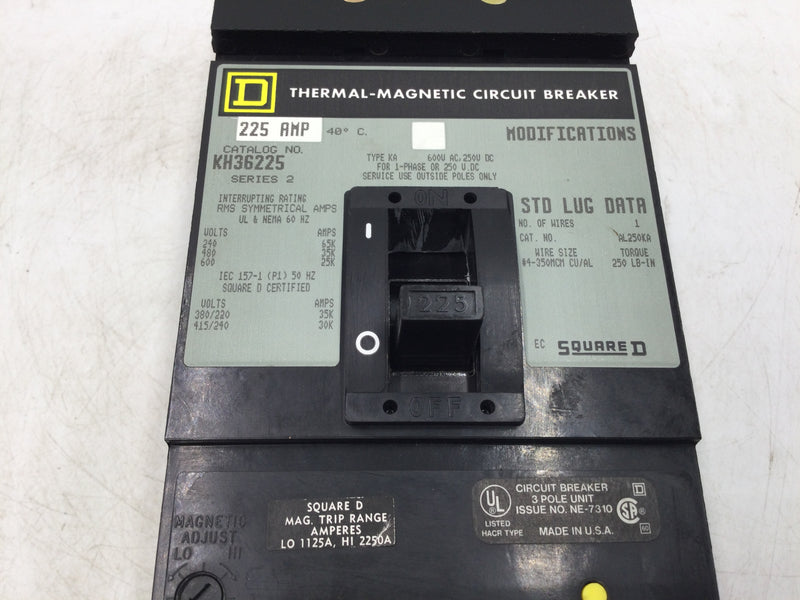 D THERMAL-MAGNETIC CIRCUIT BREAKER
225 AMP 40° C.
CATALOG NO.
KH36225
SERIES 2
INTERRUPTING RATING
RMS SYMMETRICAL AMPS
UL & NEMA 60 HZ
VOLTS AMPS
240 65K
480 35K
600 25K
IEC 157-1 (P1) 50 HZ
SQUARE D CERTIFIED
VOLTS AMPS
380/220 35K
415/240 30K
TYPE KA 600V AC, 250V DC
FOR 1-PHASE OR 250 V.DC
SERVICE USE OUTSIDE POLES ONLY
ON
I
225
O
OFF
MODIFICATIONS
STD LUG DATA
NO. OF WIRES 1
CAT. NO. AL250KA
WIRE SIZE TORQUE
#4-350MCM CU/AL 250 LB-IN
EC SQUARE D
MAGNETIC
ADJUST
LO HI
SQUARE D
MAG. TRIP RANGE
AMPERES
LO 1125A, HI 2250A
UL
LISTED
HACR TYPE
CIRCUIT BREAKER
3 POLE UNIT
ISSUE NO. NE-7310
MADE IN U.S.A.
D
SA